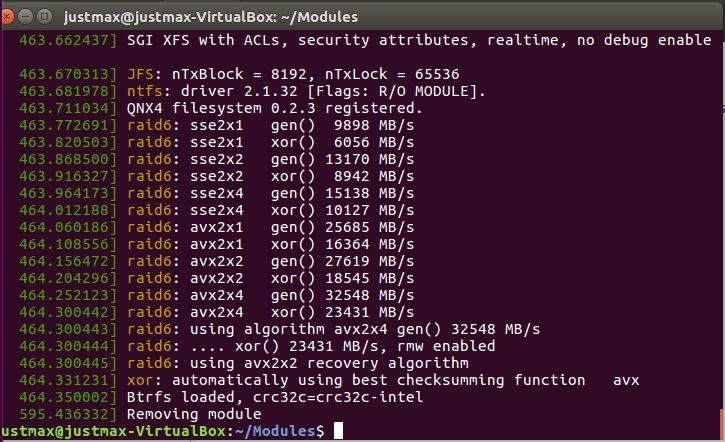 justmax@justmax-VirtualBox: ~/Modules
463.662437] SGI XFS with ACLs, security attributes, realtime, no debug enable
463.670313] JFS: nTxBlock = 8192, nTxLock = 65536
463.681978] ntfs: driver 2.1.32 [Flags: R/O MODULE].
463.711034] QNX4 filesystem 0.2.3 registered.
463.772691] raid6: sse2x1   gen()  9898 MB/s
463.820503] raid6: sse2x1   xor()  6056 MB/s
463.868500] raid6: sse2x2   gen() 13170 MB/s
463.916327] raid6: sse2x2   xor()  8942 MB/s
463.964173] raid6: sse2x4   gen() 15138 MB/s
464.012188] raid6: sse2x4   xor() 10127 MB/s
464.060186] raid6: avx2x1   gen() 25685 MB/s
464.108556] raid6: avx2x1   xor() 16364 MB/s
464.156472] raid6: avx2x2   gen() 27619 MB/s
464.204296] raid6: avx2x2   xor() 18545 MB/s
464.252123] raid6: avx2x4   gen() 32548 MB/s
464.300442] raid6: avx2x4   xor() 23431 MB/s
464.300443] raid6: using algorithm avx2x4 gen() 32548 MB/s
464.300444] raid6: .... xor() 23431 MB/s, rmw enabled
464.300445] raid6: using avx2x2 recovery algorithm
464.331231] xor: automatically using best checksumming function   avx
464.350002] Btrfs loaded, crc32c=crc32c-intel
595.436332] Removing module
ustmax@justmax-VirtualBox:~/Modules$